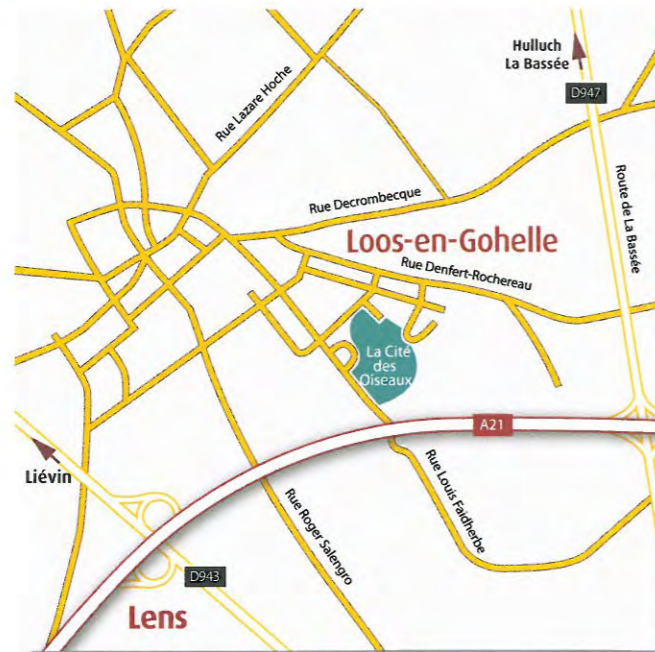 Hulluch
La Bassée
D947
Rue Lazare Hoche
Route de La Bassée
Rue Decrombecque
Loos-en-Gohelle
Rue Denfert-Rochereau
La Cité
des
Oiseaux
A21
Liévin
Rue Louis Faidherbe
Rue Roger Salengro
D943
Lens